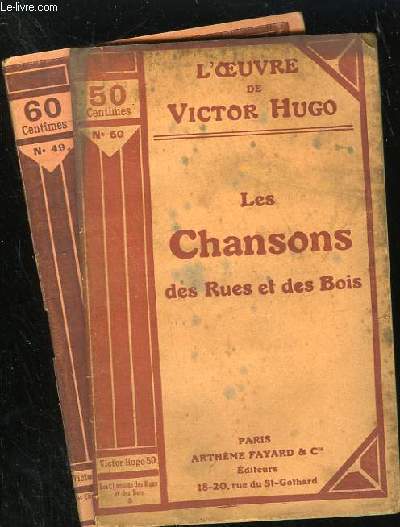 Le-livre.com
60
Centimes
N° 49
50
Centimes
N° 60
L'ŒUVRE
DE
VICTOR HUGO
Les
Chansons
des Rues et des Bois
PARIS
ARTHÈME FAYARD & Cie
Éditeurs
18-20, rue du St-Gothard
Victor Hugo
Les Chansons des Rues
et des Bois